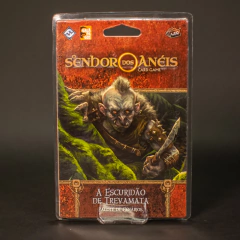 SENHOR DOS ANÉIS
CARD GAME
A ESCURIDÃO
DE TREVAMATA